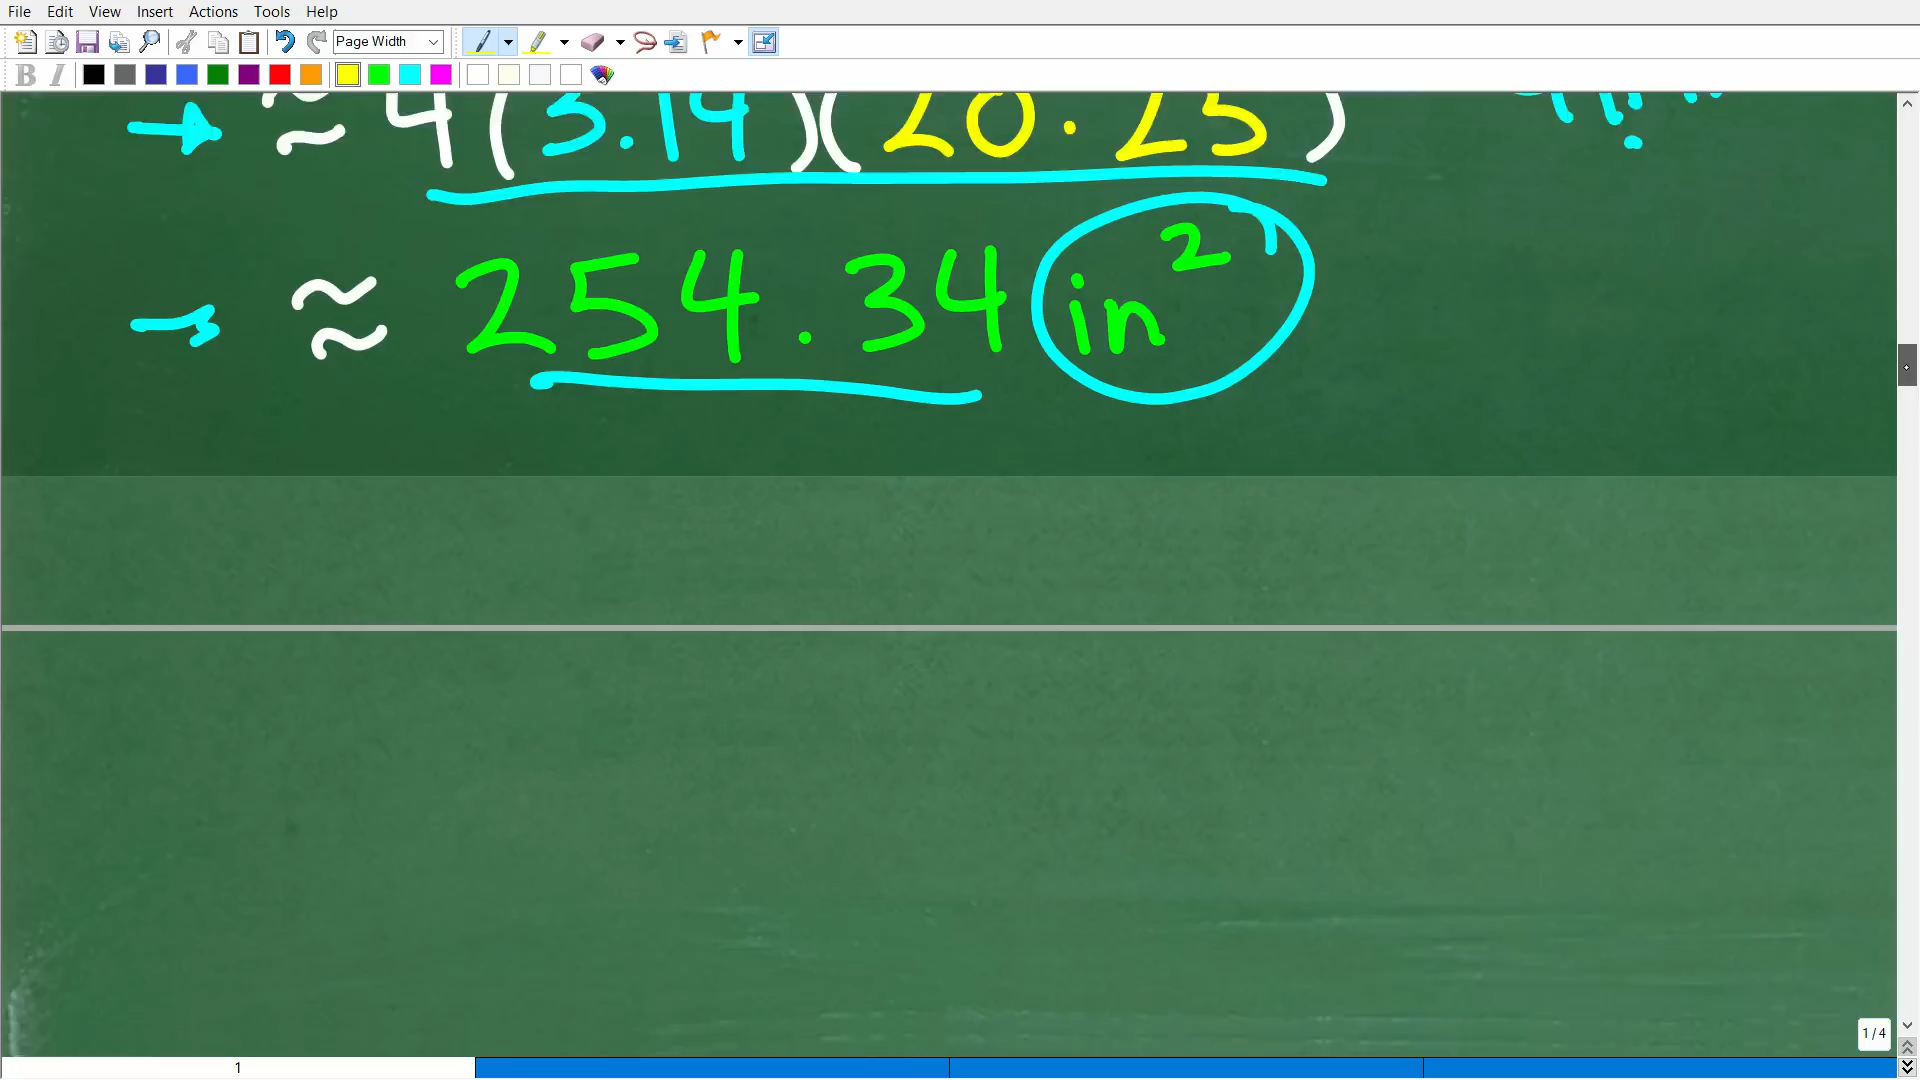 File Edit View Insert Actions Tools Help
Page Width
B I
≈ 4(3.14)(20.25)
≈ 254.34 in²
1 / 4
1